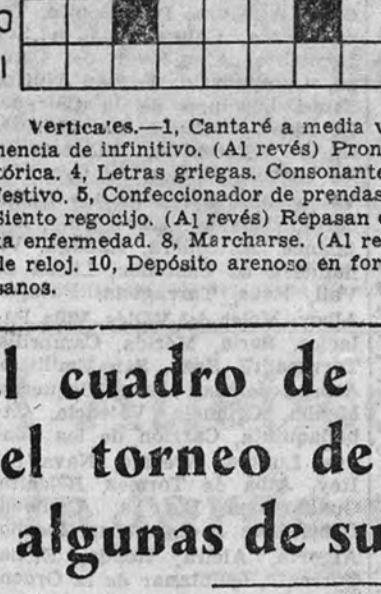 Verticales.—1, Cantaré a media v
nencia de infinitivo. (Al revés) Pron
tórica. 4, Letras griegas. Consonante
festivo. 5, Confeccionador de prendas
Siento regocijo. (Al revés) Repasan
ta enfermedad. 8, Marcharse. (Al re
de reloj. 10, Depósito arenoso en for
sanos.
l cuadro de
el torneo de
algunas de su